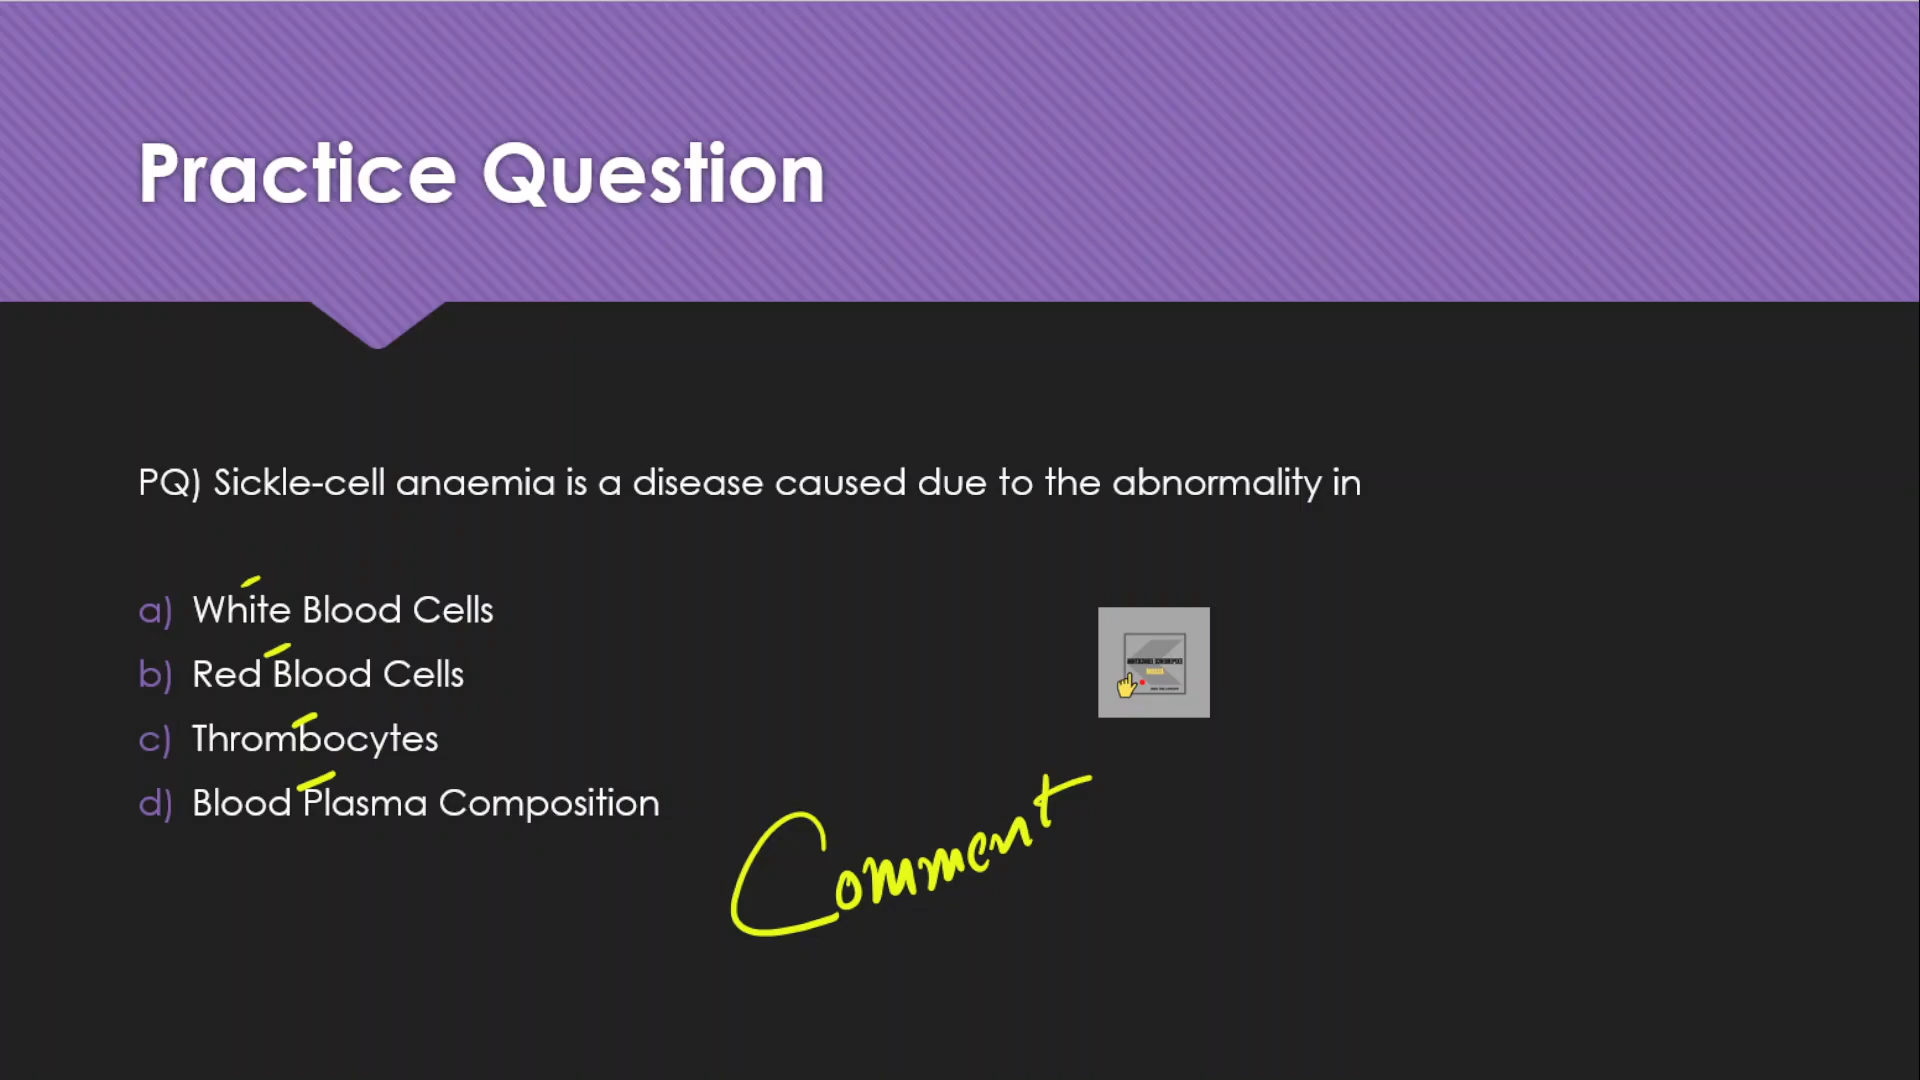 Practice Question
PQ) Sickle-cell anaemia is a disease caused due to the abnormality in
a) White Blood Cells
b) Red Blood Cells
c) Thrombocytes
d) Blood Plasma Composition
Comment